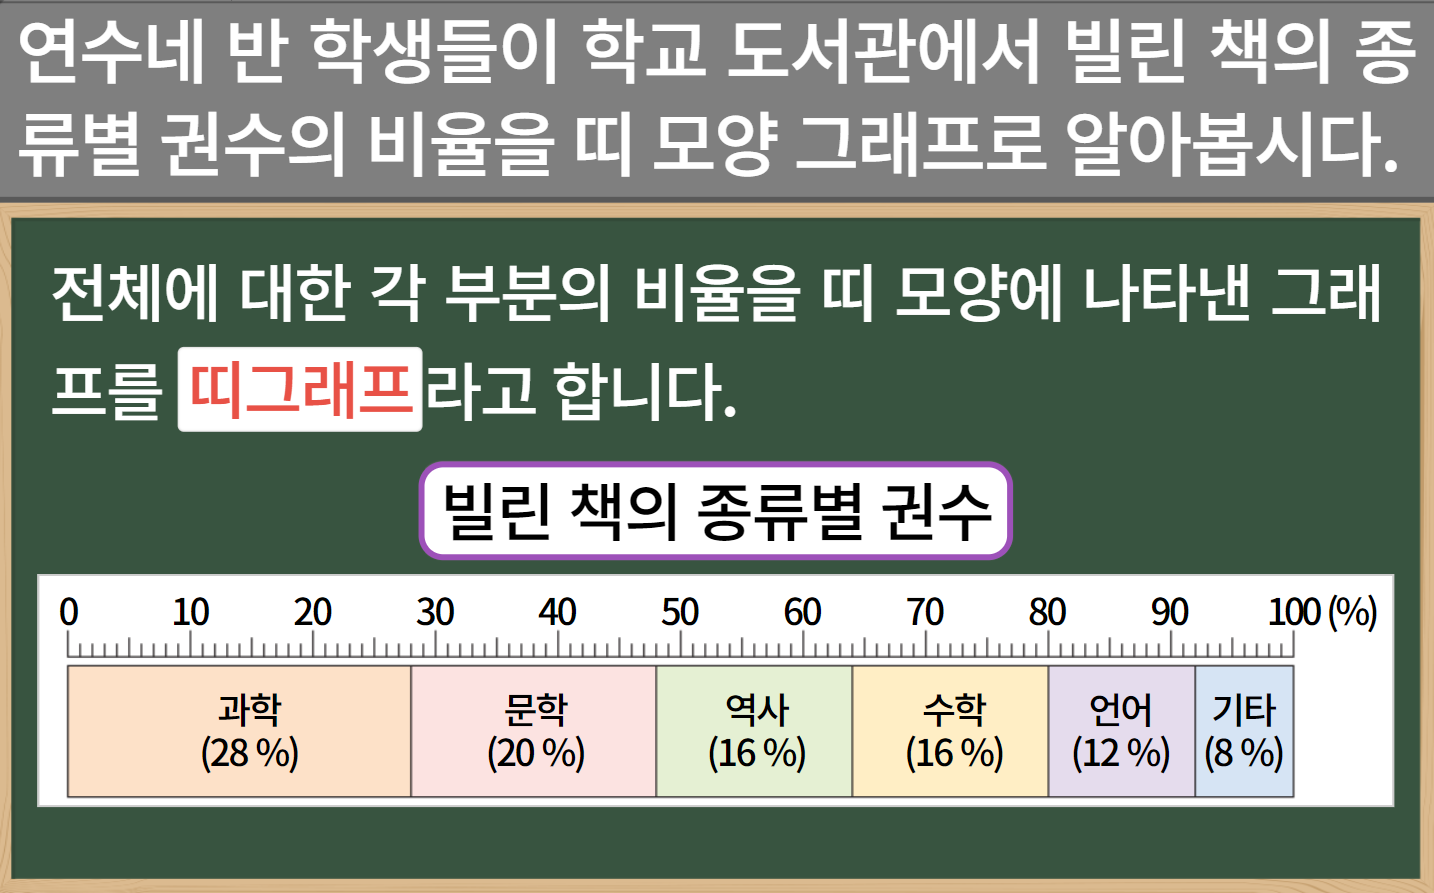 연수네 반 학생들이 학교 도서관에서 빌린 책의 종
류별 권수의 비율을 띠 모양 그래프로 알아봅시다.
전체에 대한 각 부분의 비율을 띠 모양에 나타낸 그래
프를 띠그래프라고 합니다.
빌린 책의 종류별 권수
0 10 20 30 40 50 60 70 80 90 100 (%)
과학 문학 역사 수학 언어 기타
(28 %) (20 %) (16 %) (16 %) (12 %) (8 %)